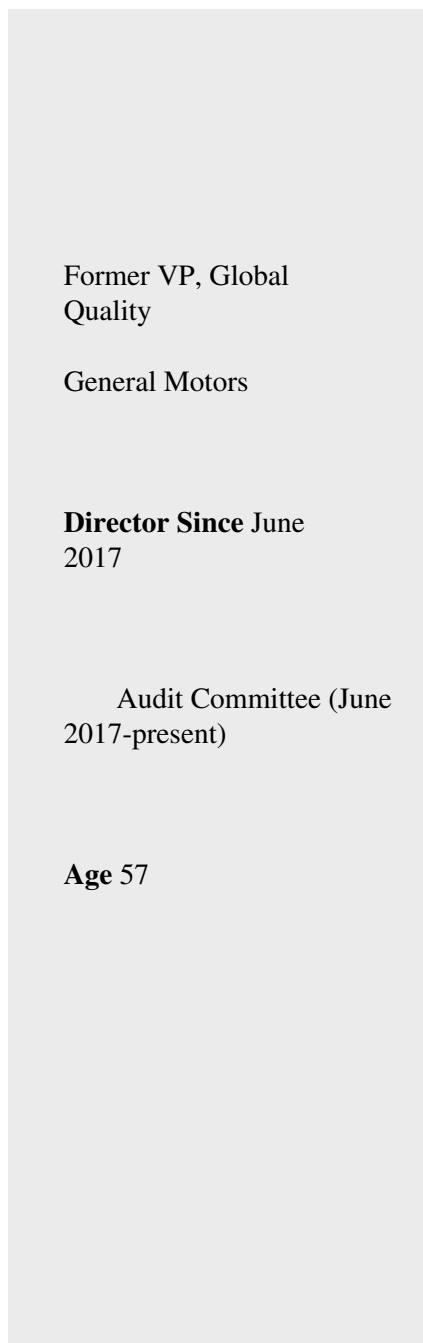 Former VP, Global
Quality
General Motors
Director Since June
2017
Audit Committee (June
2017-present)
Age 57